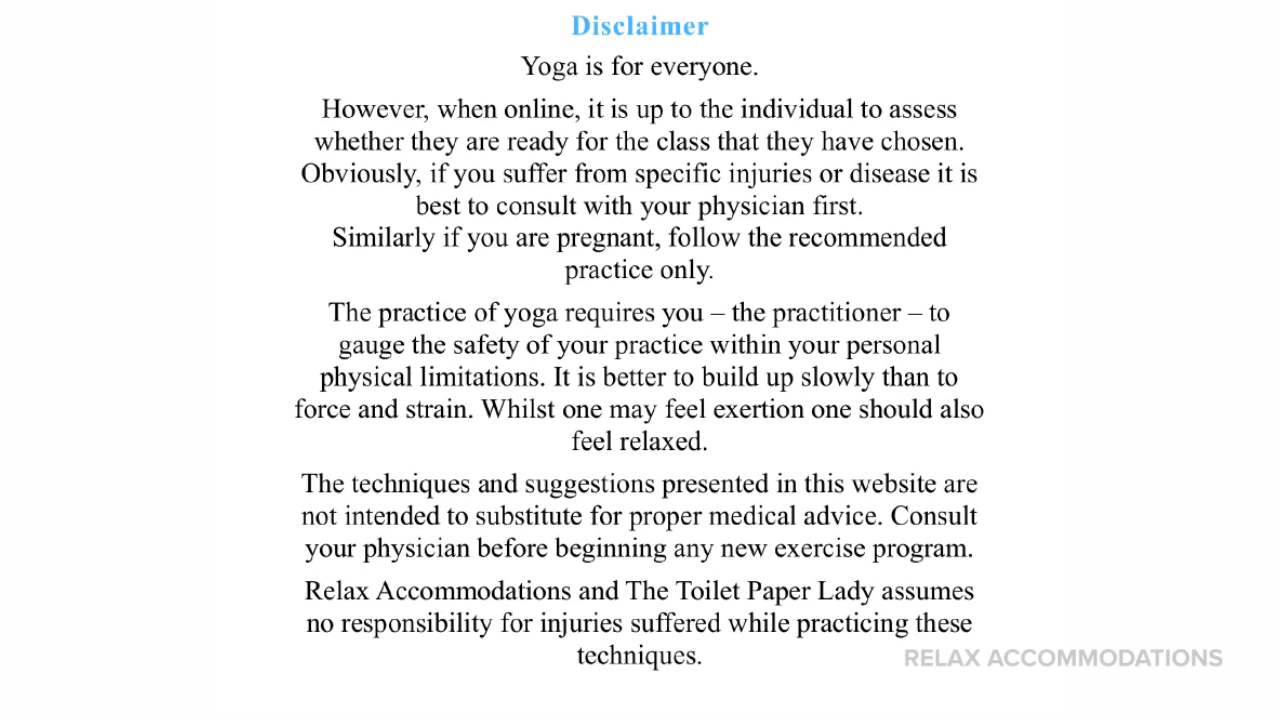 Disclaimer
Yoga is for everyone.
However, when online, it is up to the individual to assess
whether they are ready for the class that they have chosen.
Obviously, if you suffer from specific injuries or disease it is
best to consult with your physician first.
Similarly if you are pregnant, follow the recommended
practice only.
The practice of yoga requires you – the practitioner – to
gauge the safety of your practice within your personal
physical limitations. It is better to build up slowly than to
force and strain. Whilst one may feel exertion one should also
feel relaxed.
The techniques and suggestions presented in this website are
not intended to substitute for proper medical advice. Consult
your physician before beginning any new exercise program.
Relax Accommodations and The Toilet Paper Lady assumes
no responsibility for injuries suffered while practicing these
techniques.
RELAX ACCOMMODATIONS